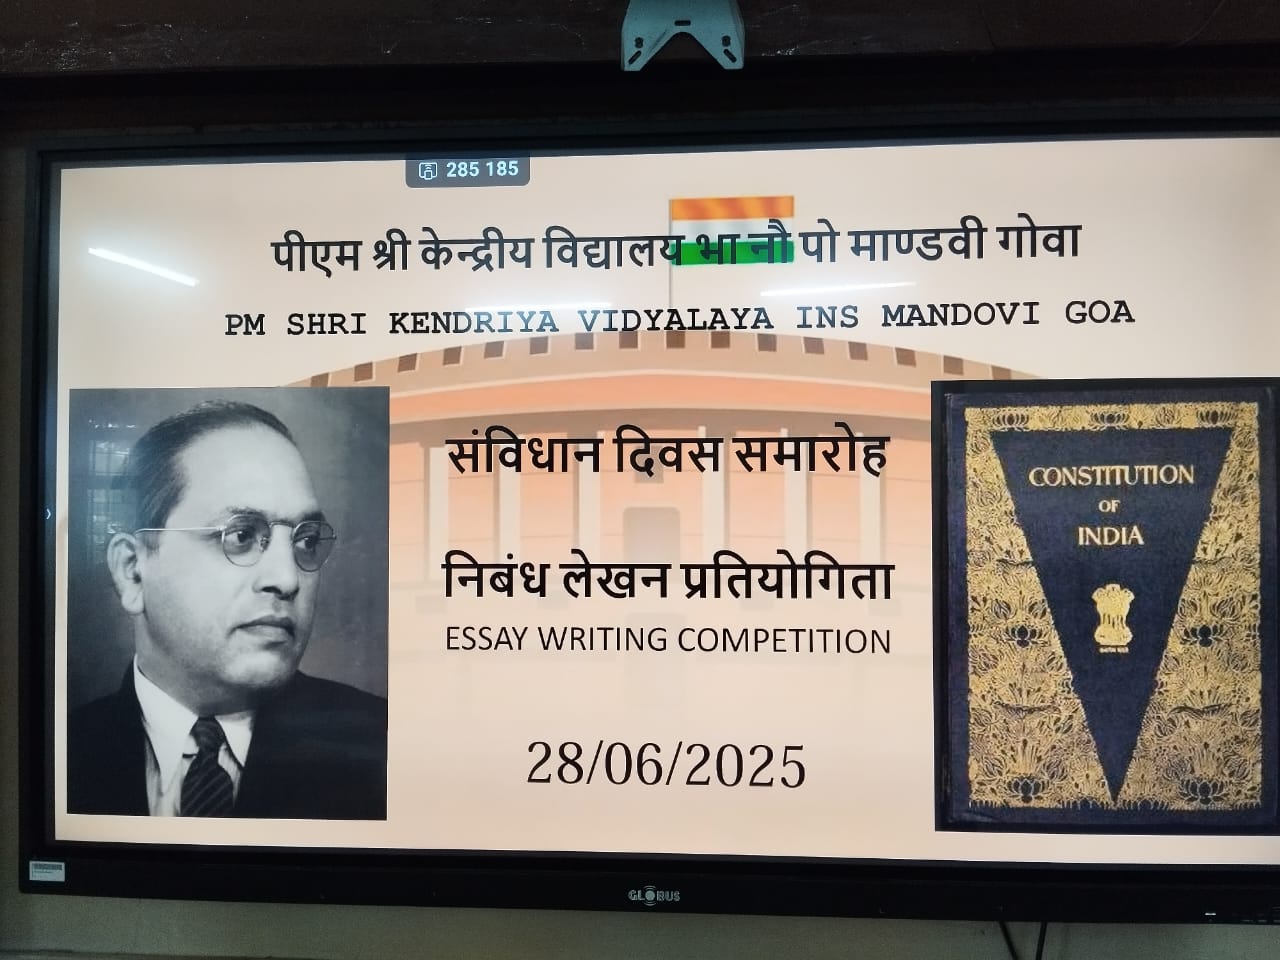 285 185
पीएम श्री केन्द्रीय विद्यालय भा नौ पो माण्डवी गोवा
PM SHRI KENDRIYA VIDYALAYA INS MANDOVI GOA
संविधान दिवस समारोह
निबंध लेखन प्रतियोगिता
ESSAY WRITING COMPETITION
28/06/2025
CONSTITUTION
OF
INDIA
GLOBUS